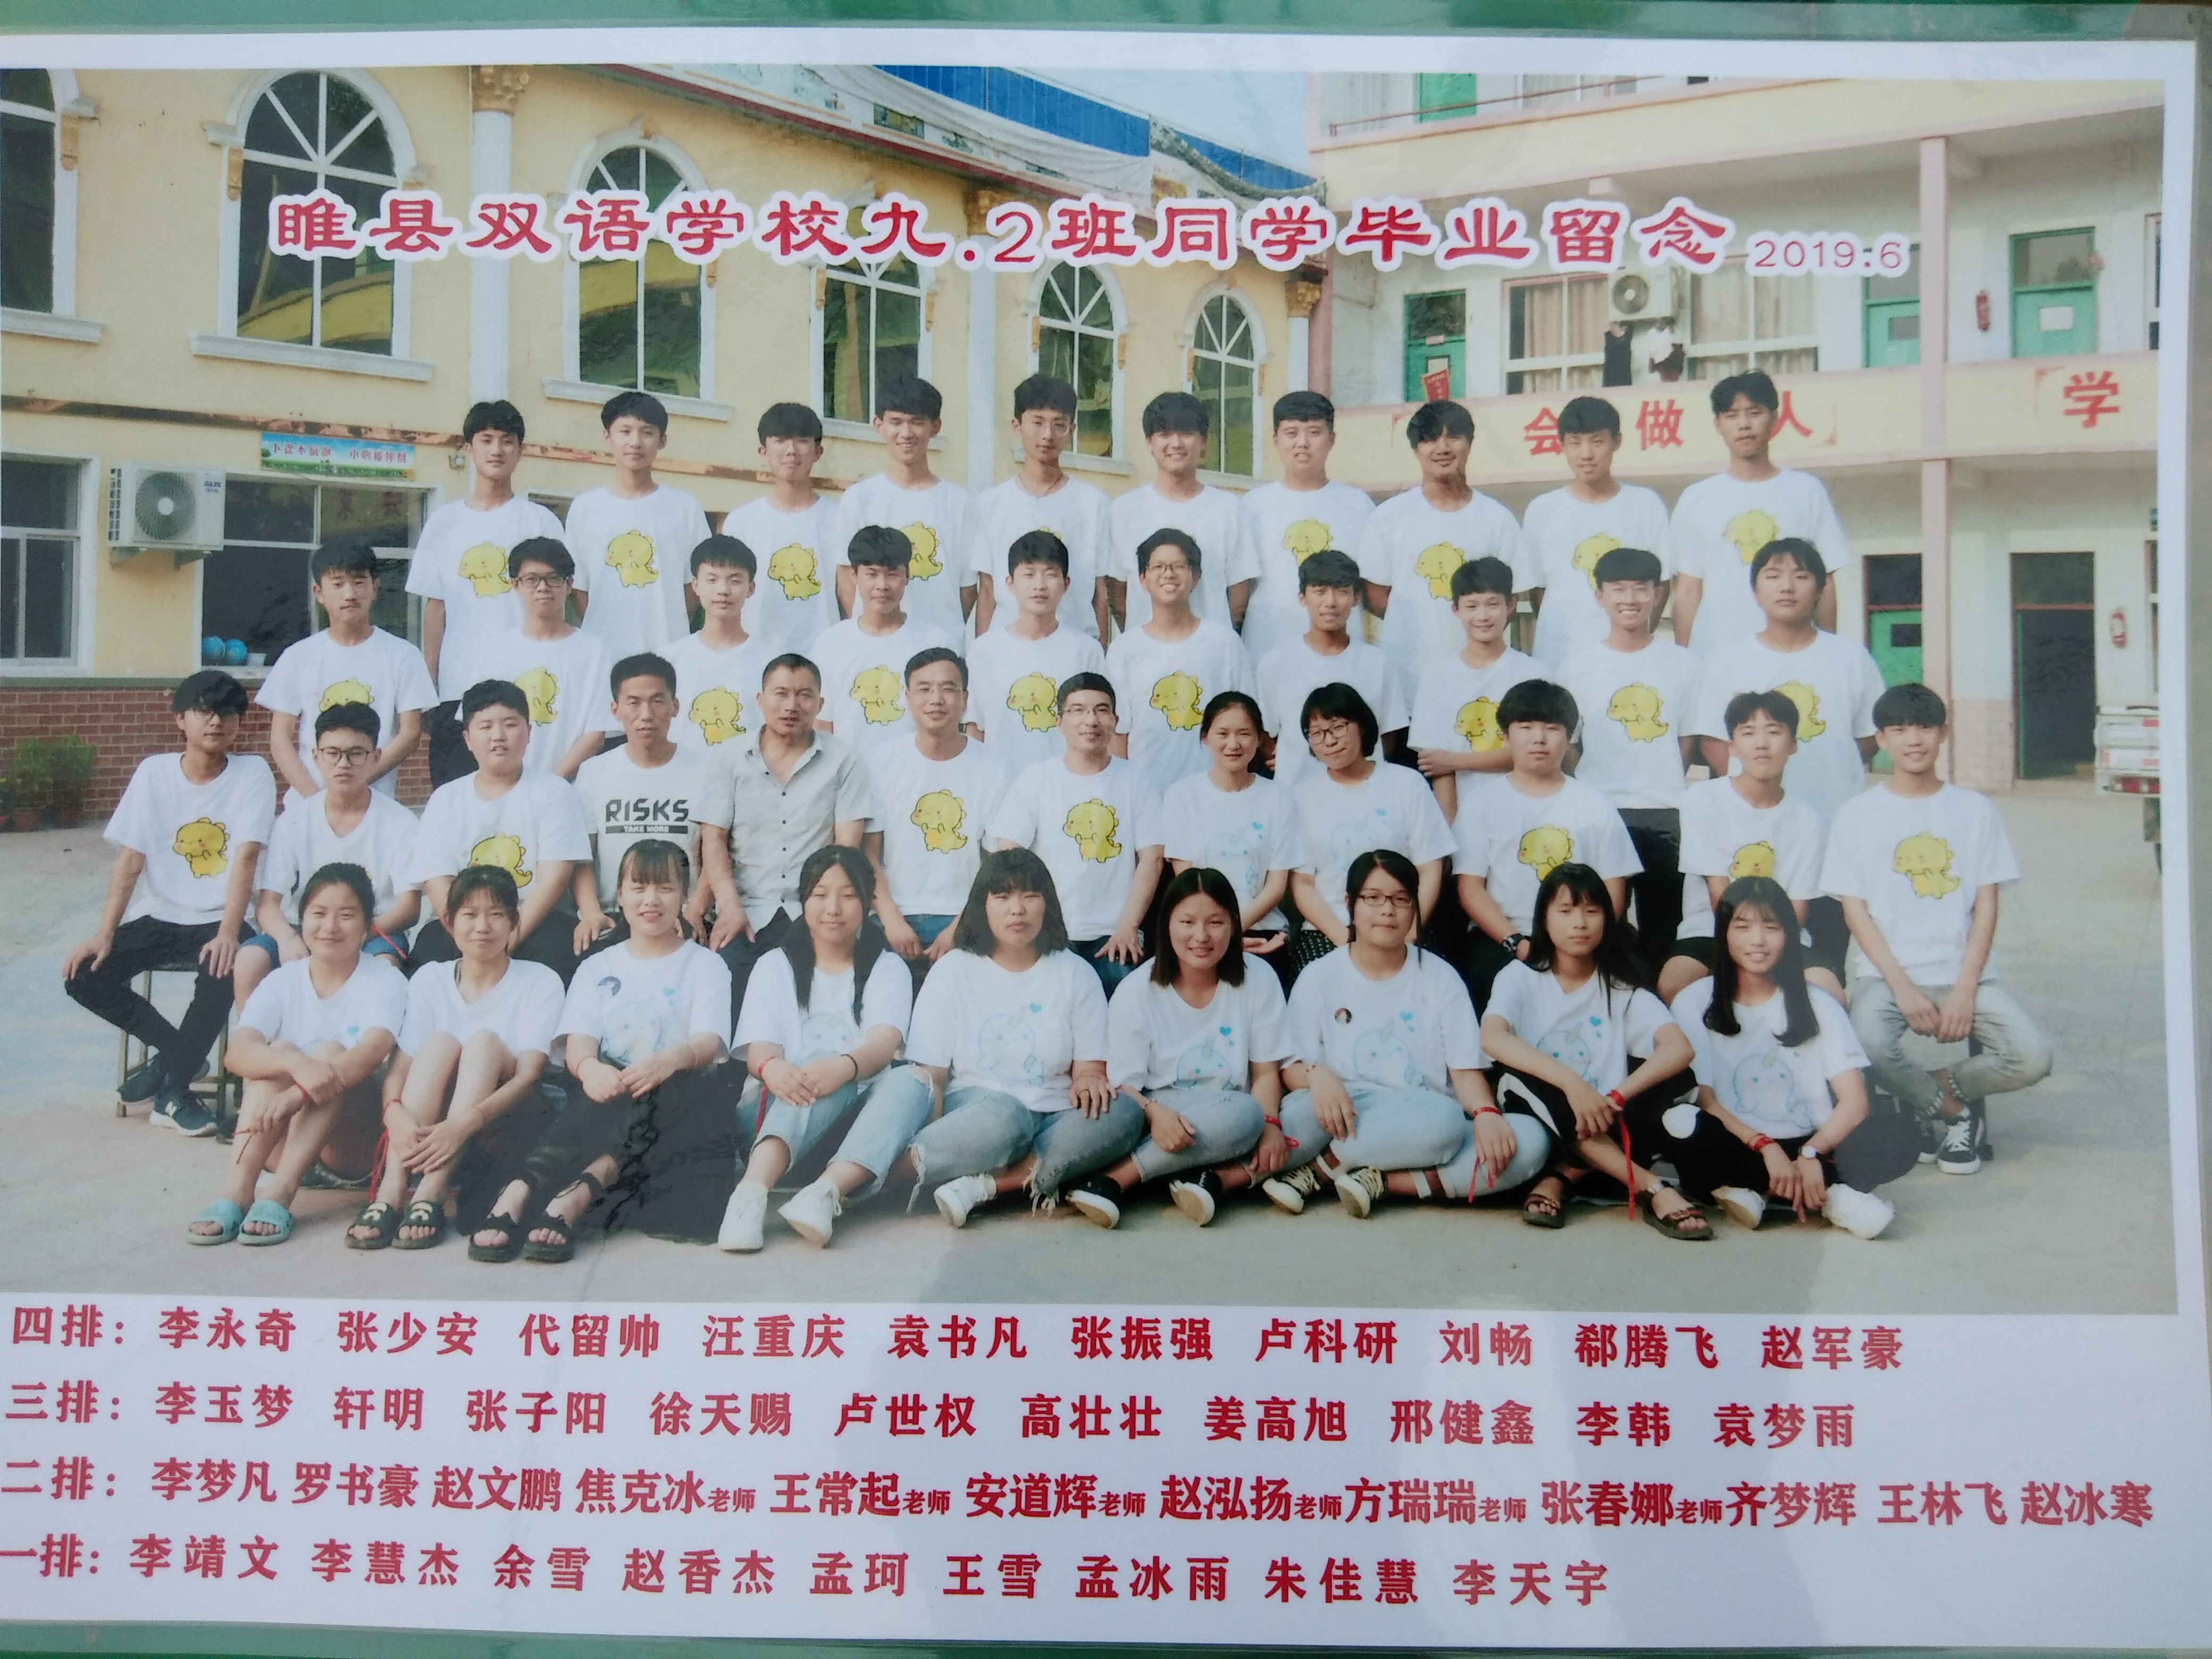 睢县双语学校九.2班同学毕业留念 2019:6
会做人 学
RISKS
TAKE MORE
四排: 李永奇 张少安 代留帅 汪重庆 袁书凡 张振强 卢科研 刘畅 郗腾飞 赵军豪
三排: 李玉梦 轩明 张子阳 徐天赐 卢世权 高壮壮 姜高旭 邢健鑫 李韩 袁梦雨
二排: 李梦凡 罗书豪 赵文鹏 焦克冰老师 王常起老师 安道辉老师 赵泓扬老师 方瑞瑞老师 张春娜老师 齐梦辉 王林飞 赵冰寒
一排: 李靖文 李慧杰 余雪 赵香杰 孟珂 王雪 孟冰雨 朱佳慧 李天宇